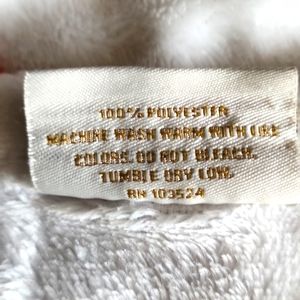 100% POLYESTER
MACHINE WASH WARM WITH LIKE
COLORS. DO NOT BLEACH.
TUMBLE DRY LOW.
RN 103524